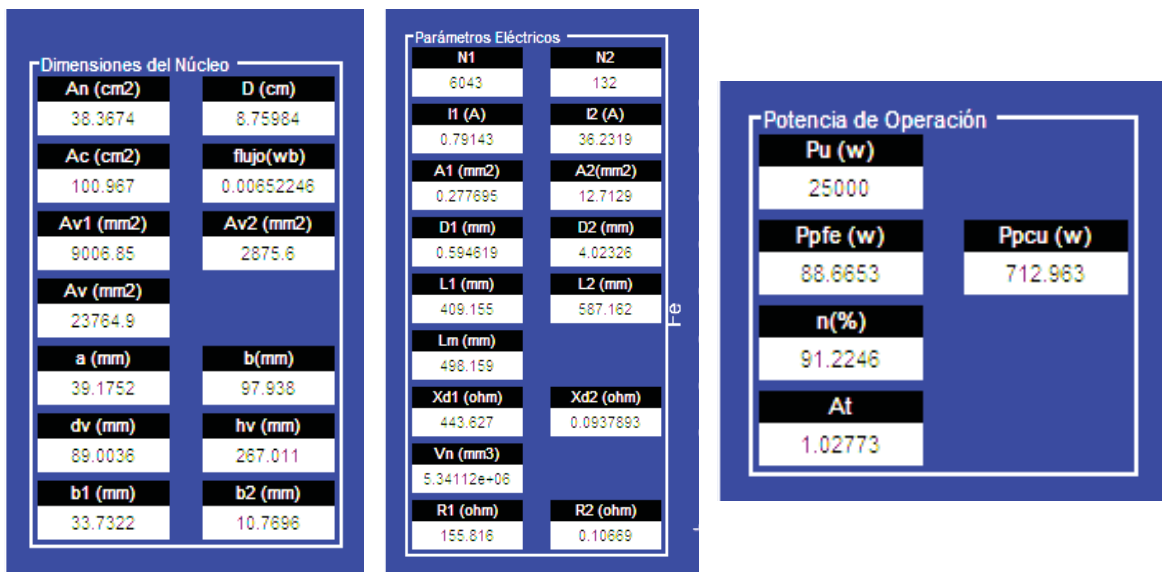 Dimensiones del Núcleo
An (cm2) D (cm)
38.3674 8.75984
Ac (cm2) flujo(wb)
100.967 0.00652246
Av1 (mm2) Av2 (mm2)
9006.85 2875.6
Av (mm2)
23764.9
a (mm) b(mm)
39.1752 97.938
dv (mm) hv (mm)
89.0036 267.011
b1 (mm) b2 (mm)
33.7322 10.7696
Parámetros Eléctricos
N1 N2
6043 132
I1 (A) I2 (A)
0.79143 36.2319
A1 (mm2) A2(mm2)
0.277695 12.7129
D1 (mm) D2 (mm)
0.594619 4.02326
L1 (mm) L2 (mm)
409.155 587.162
Lm (mm)
498.159
Xd1 (ohm) Xd2 (ohm)
443.627 0.0937893
Vn (mm3)
5.34112e+06
R1 (ohm) R2 (ohm)
155.816 0.10669
Fe
Potencia de Operación
Pu (w)
25000
Ppfe (w) Ppcu (w)
88.6653 712.963
n(%)
91.2246
At
1.02773